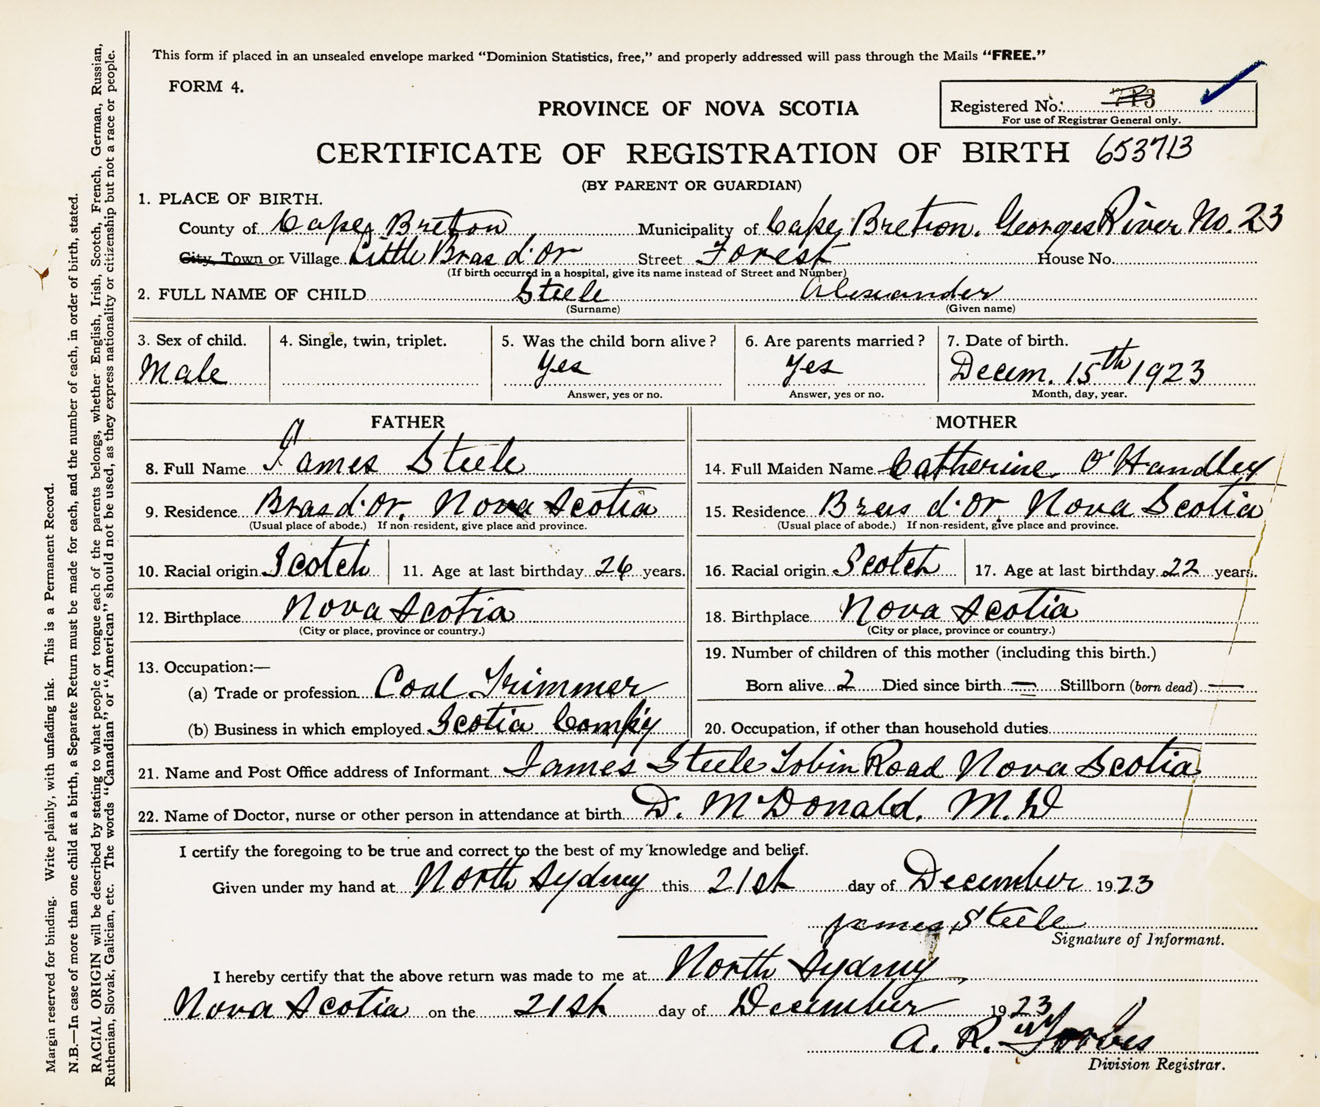 This form if placed in an unsealed envelope marked “Dominion Statistics, free,” and properly addressed will pass through the Mails “FREE.”
FORM 4.
Registered No.
For use of Registrar General only.
PROVINCE OF NOVA SCOTIA
CERTIFICATE OF REGISTRATION OF BIRTH 653713
(BY PARENT OR GUARDIAN)
1. PLACE OF BIRTH.
County of Cape Breton Municipality of Cape Breton. Georges River No. 23
City, Town or Village Little Bras d'or Street Forest House No.
(If birth occurred in a hospital, give its name instead of Street and Number)
2. FULL NAME OF CHILD Steele Alexander
(Surname) (Given name)
3. Sex of child. 4. Single, twin, triplet. 5. Was the child born alive? 6. Are parents married? 7. Date of birth.
Male Yes Yes Decem. 15th 1923
Answer, yes or no. Answer, yes or no. Month, day, year.
FATHER
8. Full Name James Steele
9. Residence Bras d'or. Nova Scotia
(Usual place of abode.) If non-resident, give place and province.
10. Racial origin Scotch 11. Age at last birthday 26 years.
12. Birthplace Nova Scotia
(City or place, province or country.)
13. Occupation:—
(a) Trade or profession Coal Trimmer
(b) Business in which employed Scotia Comp'y
MOTHER
14. Full Maiden Name Catherine O'Handley
15. Residence Bras d'or Nova Scotia
(Usual place of abode.) If non-resident, give place and province.
16. Racial origin Scotch 17. Age at last birthday 22 years.
18. Birthplace Nova Scotia
(City or place, province or country.)
19. Number of children of this mother (including this birth.)
Born alive 2 Died since birth — Stillborn (born dead) —
20. Occupation, if other than household duties
21. Name and Post Office address of Informant James Steele Tobin Road Nova Scotia
22. Name of Doctor, nurse or other person in attendance at birth D. McDonald. M.D
I certify the foregoing to be true and correct to the best of my knowledge and belief.
Given under my hand at North Sydney this 21st day of December 1923
James Steele
Signature of Informant.
I hereby certify that the above return was made to me at North Sydney,
Nova Scotia on the 21st day of December 1923
A. R. Forbes
Division Registrar.
Margin reserved for binding. Write plainly, with unfading ink. This is a Permanent Record.
N.B.—In case of more than one child at a birth, a Separate Return must be made for each, and the number of each, in order of birth, stated.
RACIAL ORIGIN will be described by stating to what people or tongue each of the parents belongs, whether English, Irish, Scotch, French, German, Russian,
Ruthenian, Slovak, Galician, etc. The words “Canadian” or “American” should not be used, as they express nationality or citizenship but not a race or people.